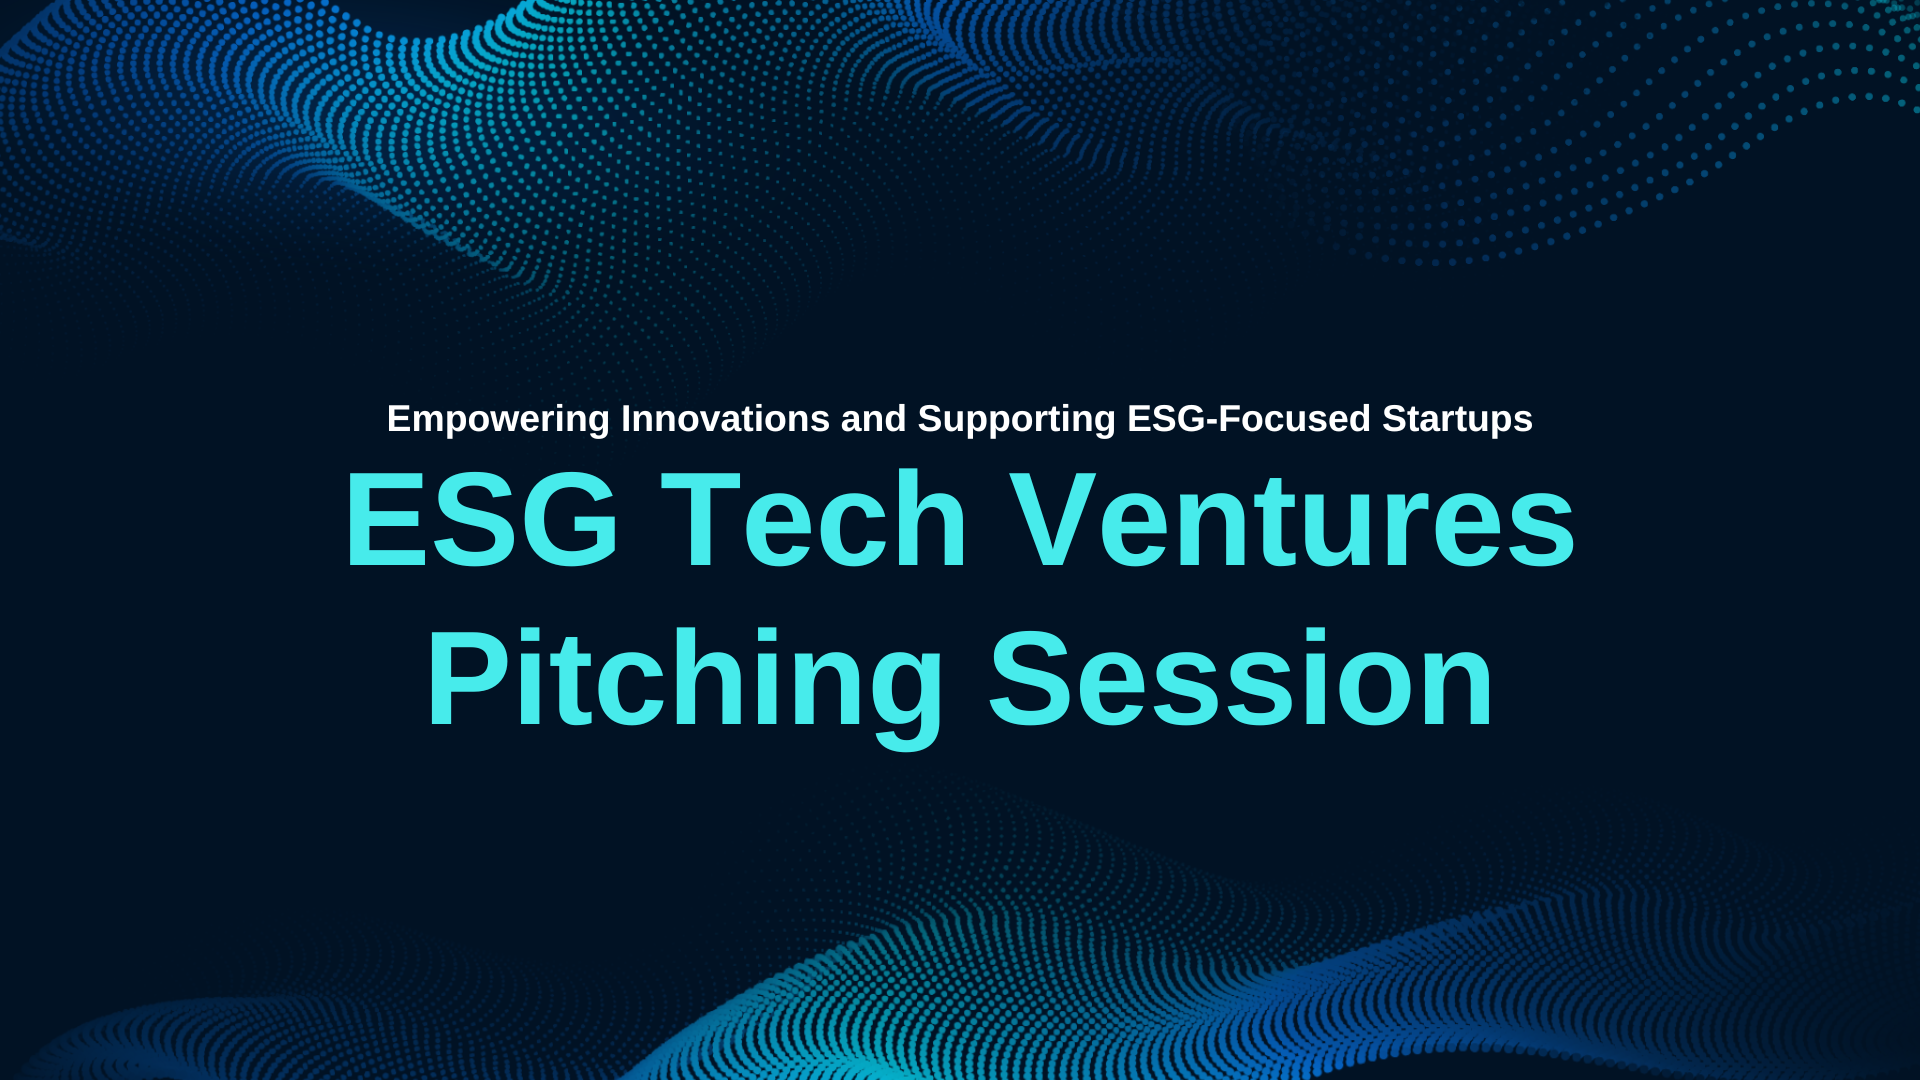 Empowering Innovations and Supporting ESG-Focused Startups
ESG Tech Ventures
Pitching Session